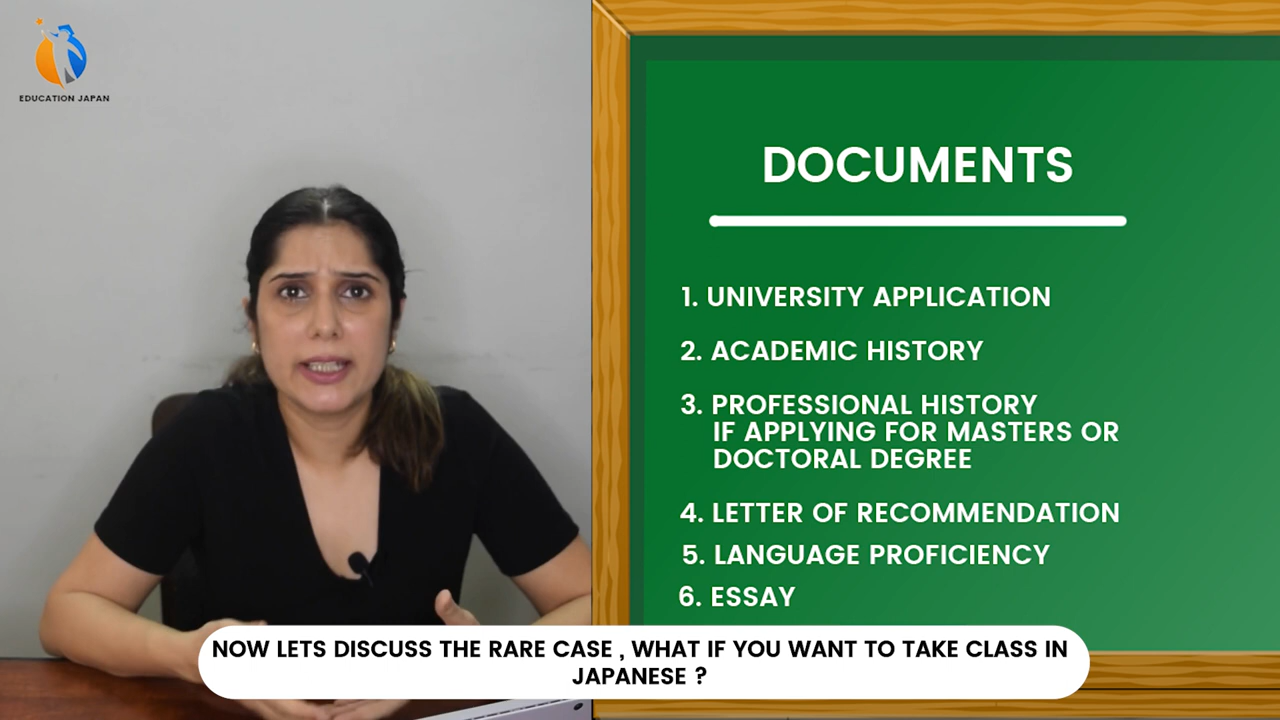 EDUCATION JAPAN
DOCUMENTS
1. UNIVERSITY APPLICATION
2. ACADEMIC HISTORY
3. PROFESSIONAL HISTORY
IF APPLYING FOR MASTERS OR
DOCTORAL DEGREE
4. LETTER OF RECOMMENDATION
5. LANGUAGE PROFICIENCY
6. ESSAY
NOW LETS DISCUSS THE RARE CASE , WHAT IF YOU WANT TO TAKE CLASS IN
JAPANESE ?